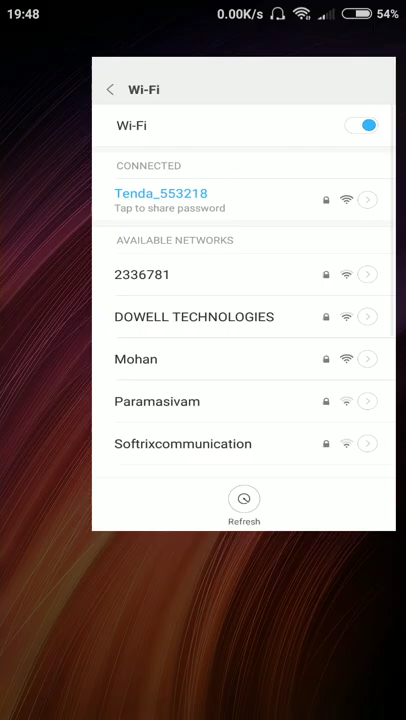 19:48
0.00K/s
54%
Wi-Fi
Wi-Fi
CONNECTED
Tenda_553218
Tap to share password
AVAILABLE NETWORKS
2336781
DOWELL TECHNOLOGIES
Mohan
Paramasivam
Softrixcommunication
Refresh